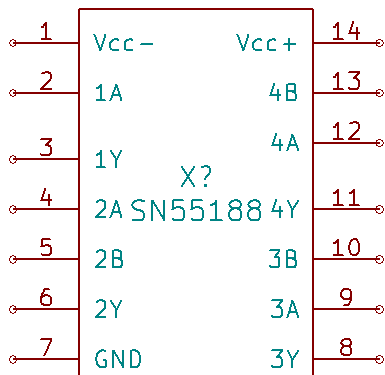 1 Vcc- Vcc+ 14
2 1A 4B 13
4A 12
3 1Y
X?
4 2A SN55188 4Y 11
5 2B 3B 10
6 2Y 3A 9
7 GND 3Y 8